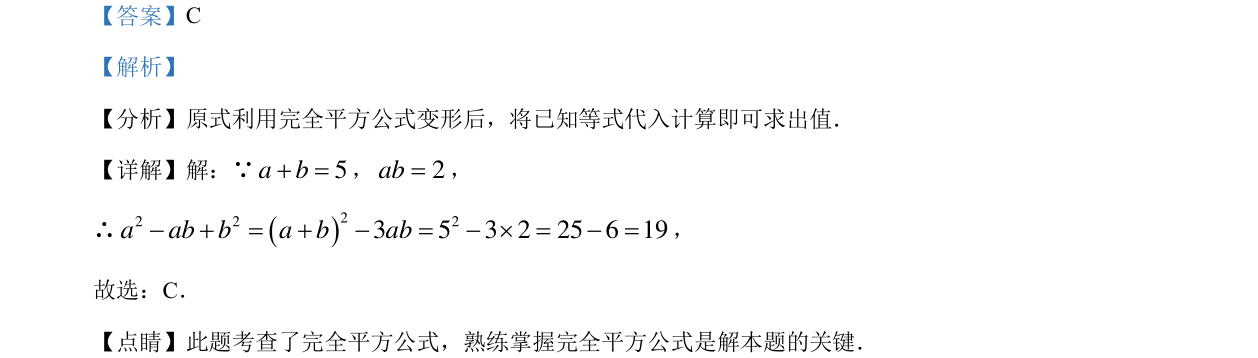 【答案】C
【解析】
【分析】原式利用完全平方公式变形后，将已知等式代入计算即可求出值．
【详解】解：∵a+b=5，ab=2，
∴a²−ab+b²=(a+b)²−3ab=5²−3×2=25−6=19，
故选：C．
【点睛】此题考查了完全平方公式，熟练掌握完全平方公式是解本题的关键．